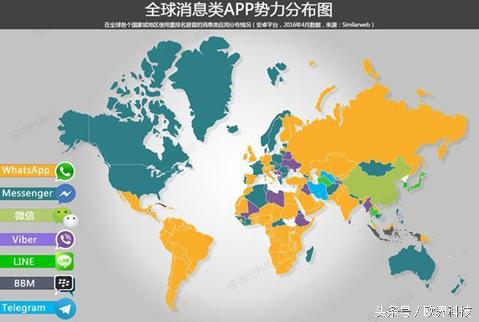 全球消息类APP势力分布图
在全球各个国家或地区使用量排名居首的消息类应用分布情况（安卓平台，2016年4月数据，来源：Similarweb）
WhatsApp
Messenger
微信
Viber
LINE
BBM
Telegram
头条号／欧界科技